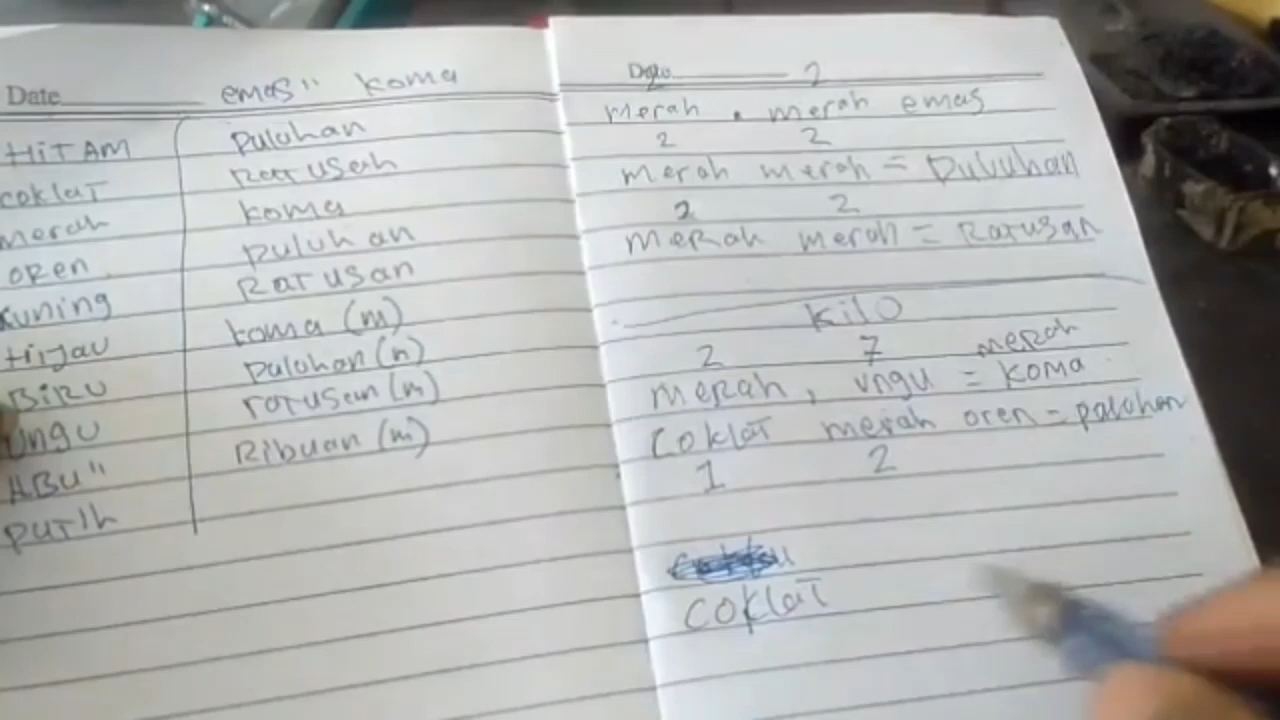 Date emas" koma
HITAM puluhan
coklat Ratusan
merah koma
oren puluhan
kuning Ratusan
Hijau koma (m)
BiRU puluhan (m)
ungu ratusan (m)
ABU" Ribuan (m)
putih
2
merah , merah emas
2 2
merah merah = puluhan
2 2
merah merah = Ratusan
kilo
2 7 merah
merah , ungu = koma
Coklat merah oren = puluhan
1 2
coklat